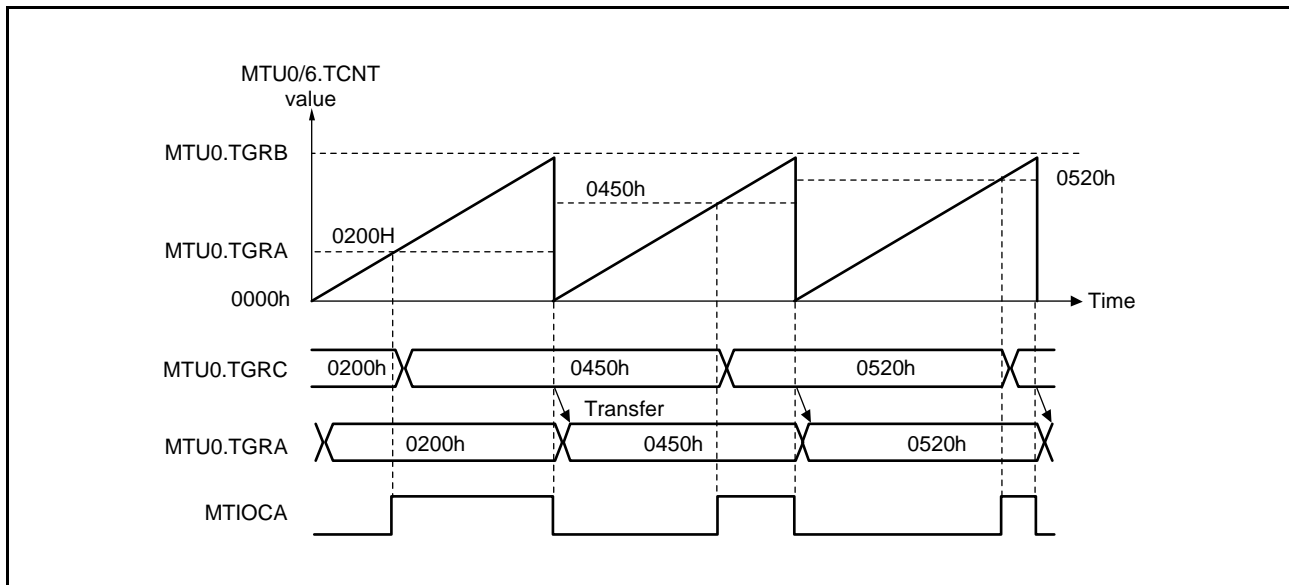 MTU0/6.TCNT
value
MTU0.TGRB
0520h
0450h
0200H
MTU0.TGRA
0000h
Time
MTU0.TGRC
0200h
0450h
0520h
Transfer
MTU0.TGRA
0200h
0450h
0520h
MTIOCA